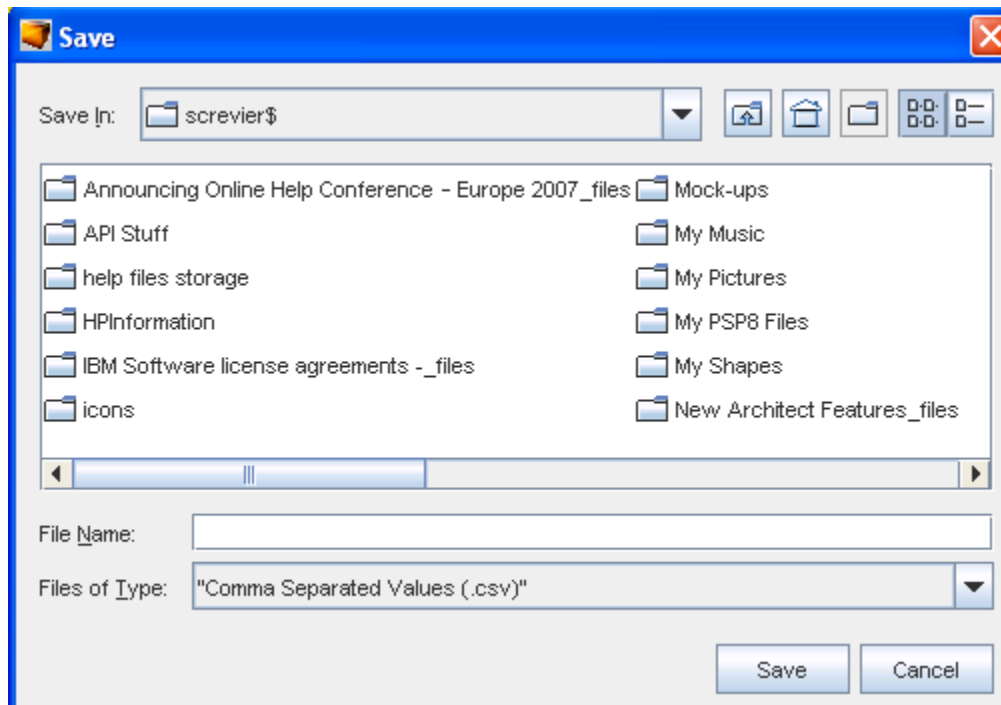 Save
Save In: screvier$
Announcing Online Help Conference - Europe 2007_files
API Stuff
help files storage
HPInformation
IBM Software license agreements -_files
icons
Mock-ups
My Music
My Pictures
My PSP8 Files
My Shapes
New Architect Features_files
File Name:
Files of Type: "Comma Separated Values (.csv)"
Save Cancel